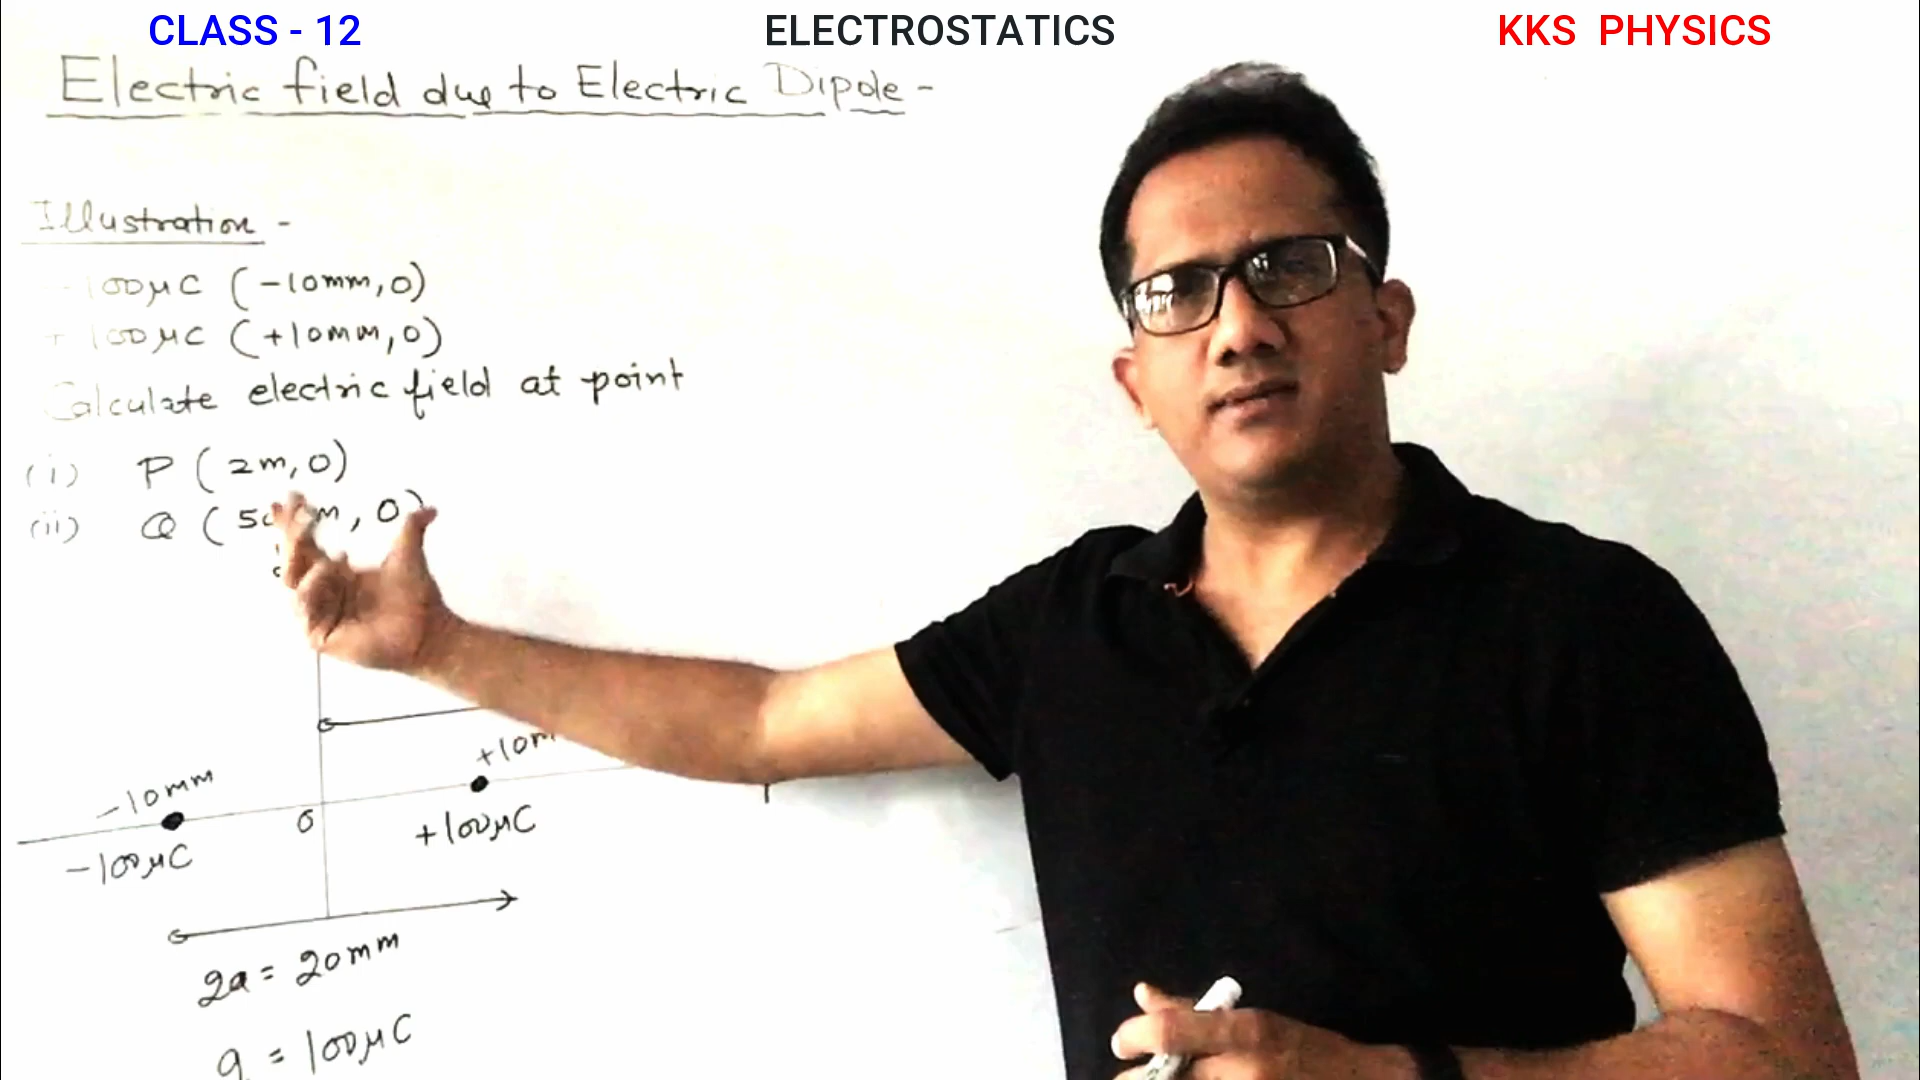 CLASS - 12 ELECTROSTATICS KKS PHYSICS
Electric field due to Electric Dipole -
Illustration -
-100μC (-10mm, 0)
+100μC (+10mm, 0)
Calculate electric field at point
(i) P (2m, 0)
(ii) Q ( , 0)
-10mm
-100μC
O
+100μC
2a = 20mm
q = 100μC